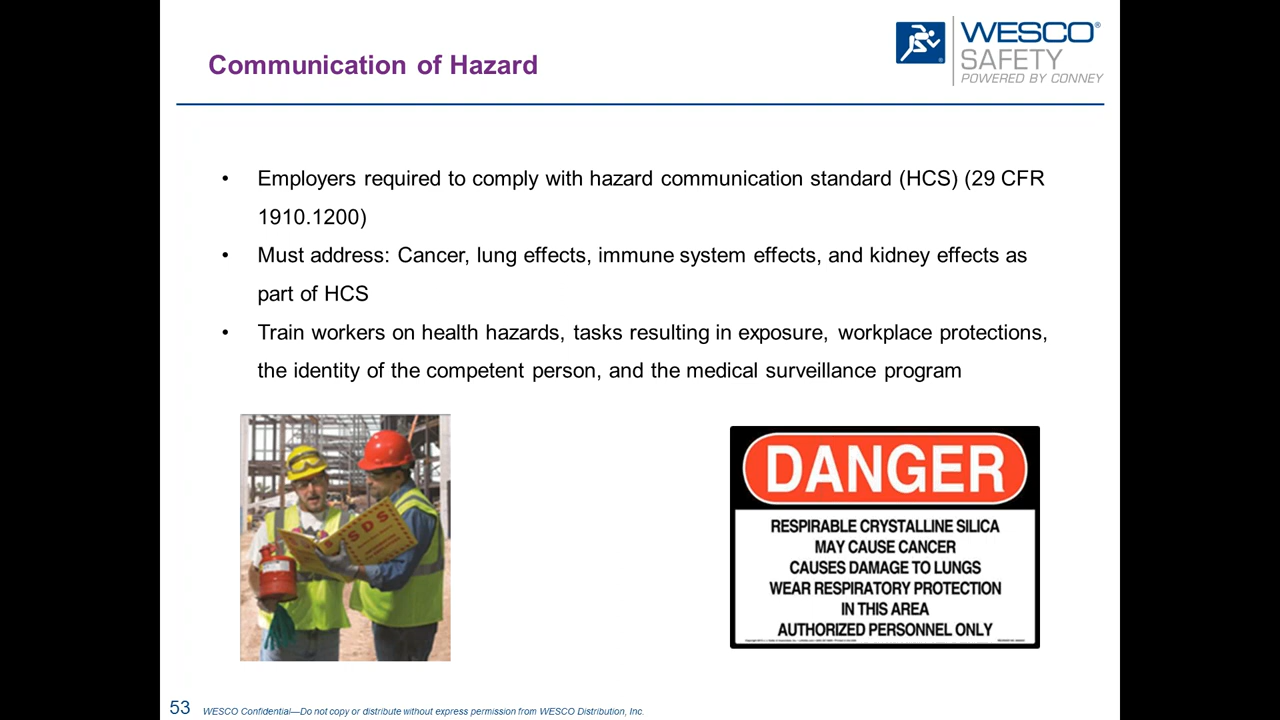 Communication of Hazard
WESCO®
SAFETY
POWERED BY CONNEY
• Employers required to comply with hazard communication standard (HCS) (29 CFR
1910.1200)
• Must address: Cancer, lung effects, immune system effects, and kidney effects as
part of HCS
• Train workers on health hazards, tasks resulting in exposure, workplace protections,
the identity of the competent person, and the medical surveillance program
SDS
DANGER
RESPIRABLE CRYSTALLINE SILICA
MAY CAUSE CANCER
CAUSES DAMAGE TO LUNGS
WEAR RESPIRATORY PROTECTION
IN THIS AREA
AUTHORIZED PERSONNEL ONLY
53 WESCO Confidential—Do not copy or distribute without express permission from WESCO Distribution, Inc.